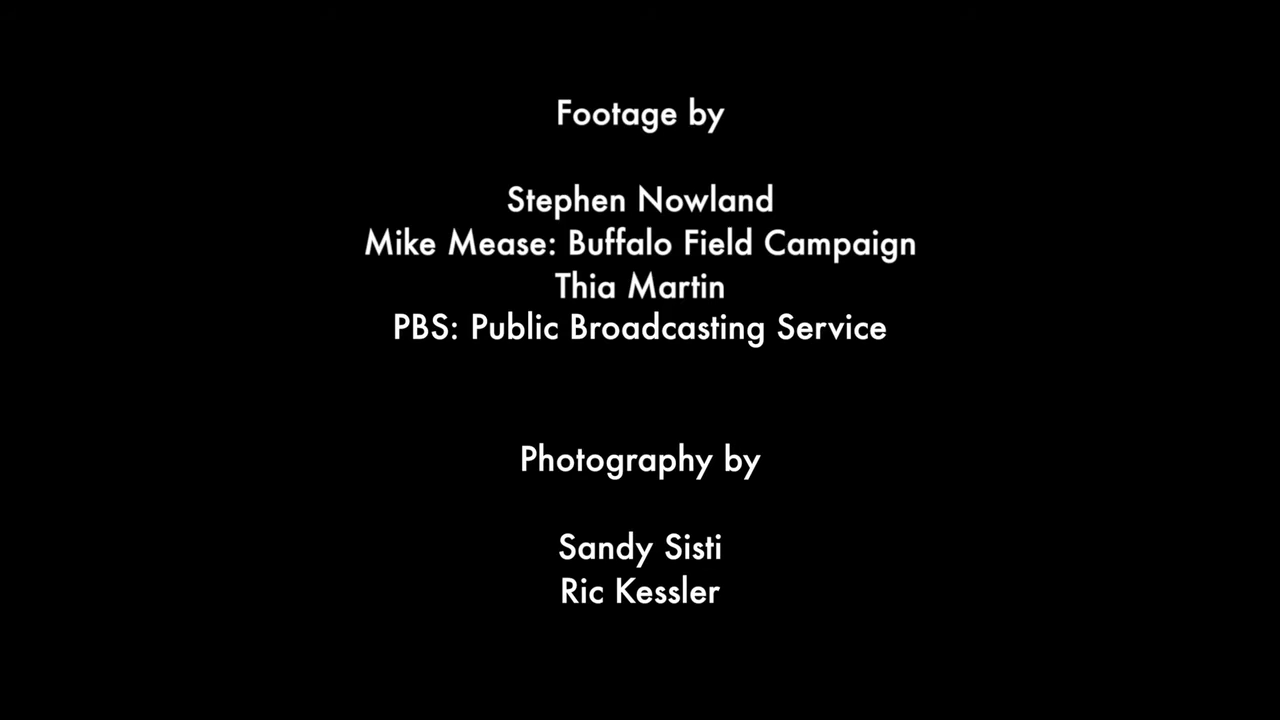 Footage by
Stephen Nowland
Mike Mease: Buffalo Field Campaign
Thia Martin
PBS: Public Broadcasting Service
Photography by
Sandy Sisti
Ric Kessler